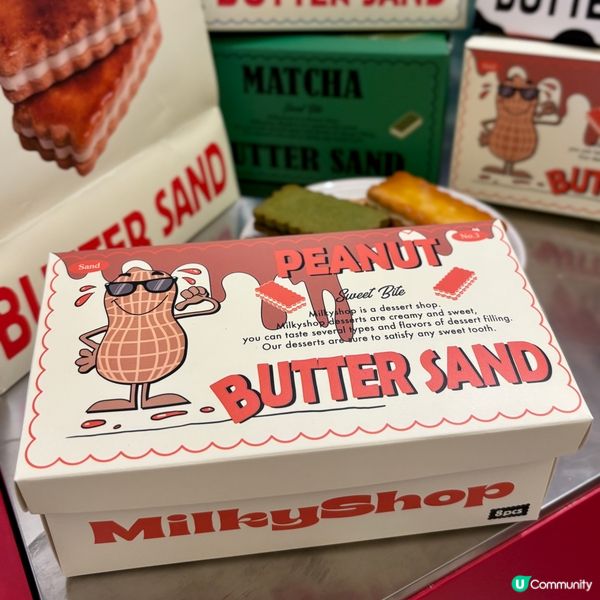 BUTTER SAND
BUTTE
MATCHA
Sweet Bite
BUTTER SAND
BUTTER SAND
BUT
Sand
PEANUT
No.3
Sweet Bite
Milkyshop is a dessert shop.
Milkyshop desserts are creamy and sweet,
you can taste several types and flavors of dessert filling.
Our desserts are sure to satisfy any sweet tooth.
BUTTER SAND
MilkyShop
8pcs
U Community